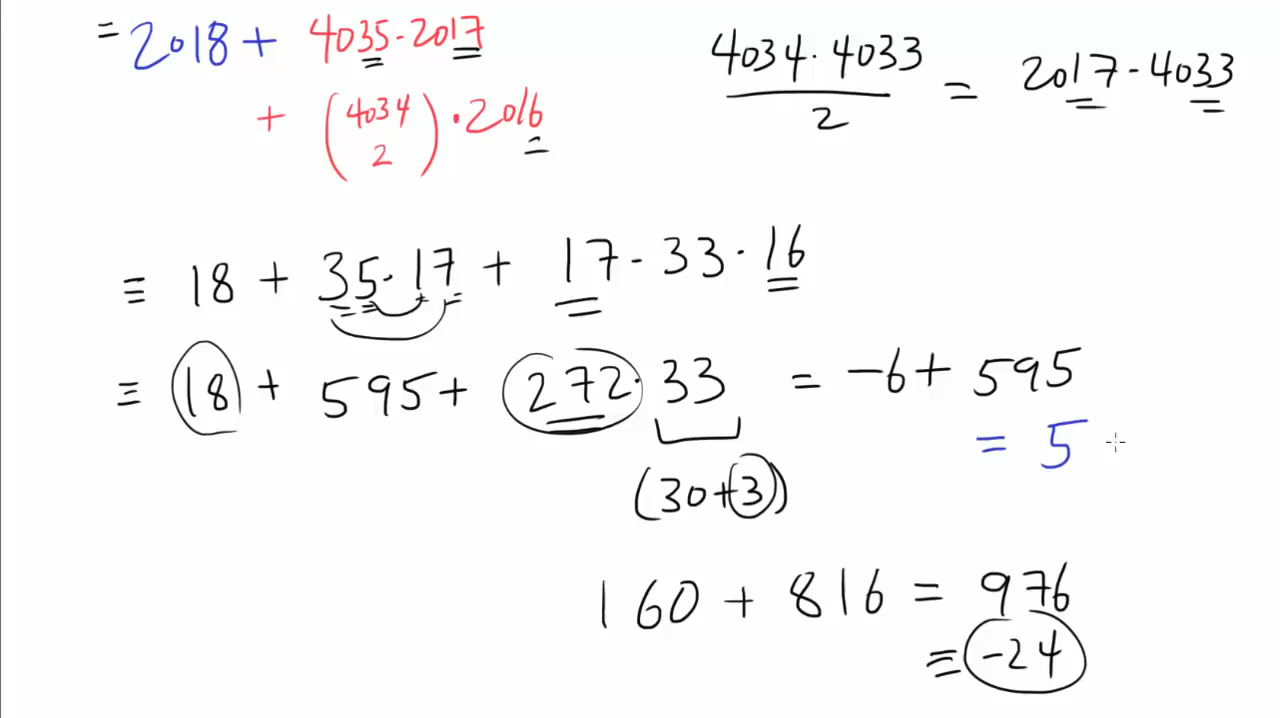 = 2018 + 4035·2017
+ (4034 2)·2016
4034·4033 / 2 = 2017·4033
≡ 18 + 35·17 + 17·33·16
≡ 18 + 595 + 272·33 = -6 + 595
= 5
(30+3)
160 + 816 = 976
≡ -24